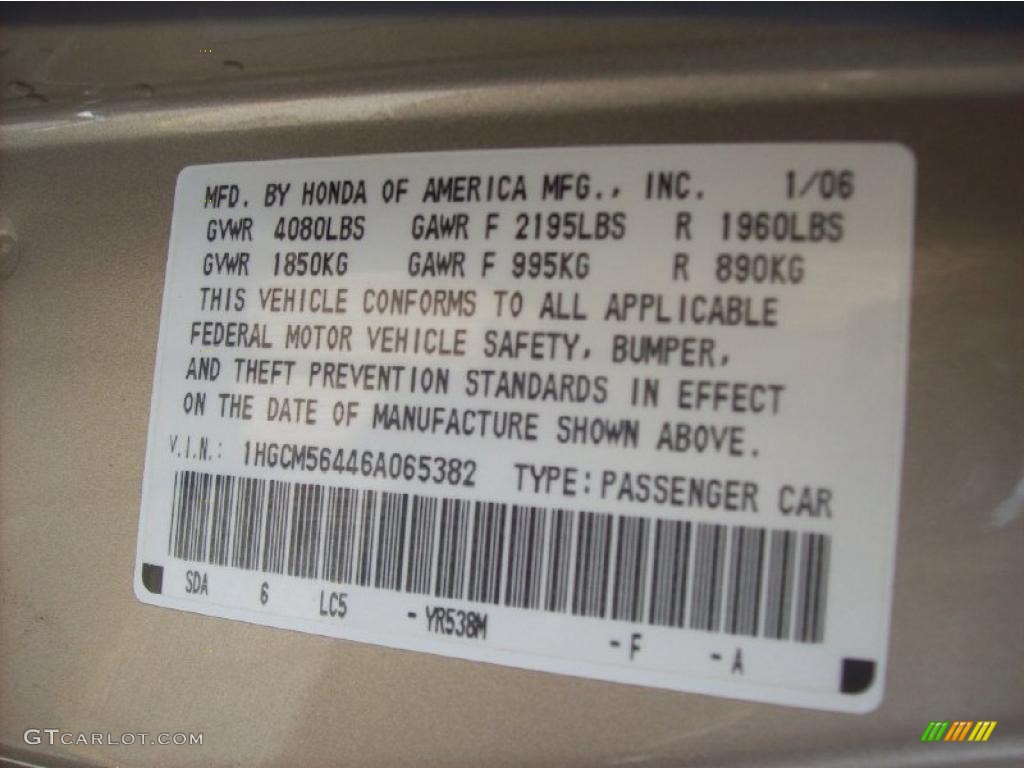 MFD. BY HONDA OF AMERICA MFG., INC. 1/06
GVWR 4080LBS GAWR F 2195LBS R 1960LBS
GVWR 1850KG GAWR F 995KG R 890KG
THIS VEHICLE CONFORMS TO ALL APPLICABLE
FEDERAL MOTOR VEHICLE SAFETY, BUMPER,
AND THEFT PREVENTION STANDARDS IN EFFECT
ON THE DATE OF MANUFACTURE SHOWN ABOVE.
V.I.N.: 1HGCM56446A065382 TYPE: PASSENGER CAR
SDA 6 LC5 - YR538M - F - A
GTCARLOT.COM